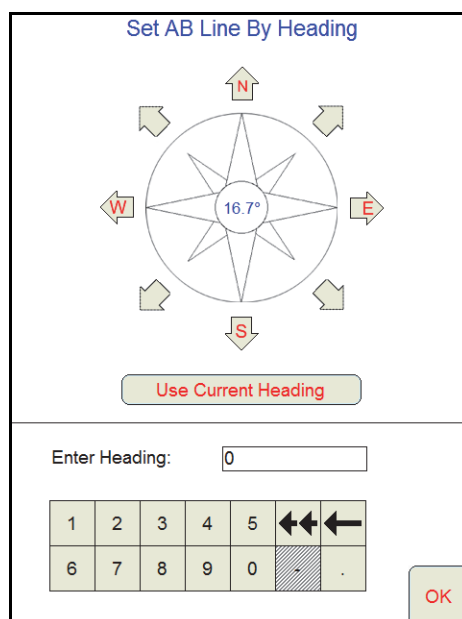 Set AB Line By Heading
N
W 16.7° E
S
Use Current Heading
Enter Heading: 0
1 2 3 4 5
6 7 8 9 0 - .
OK